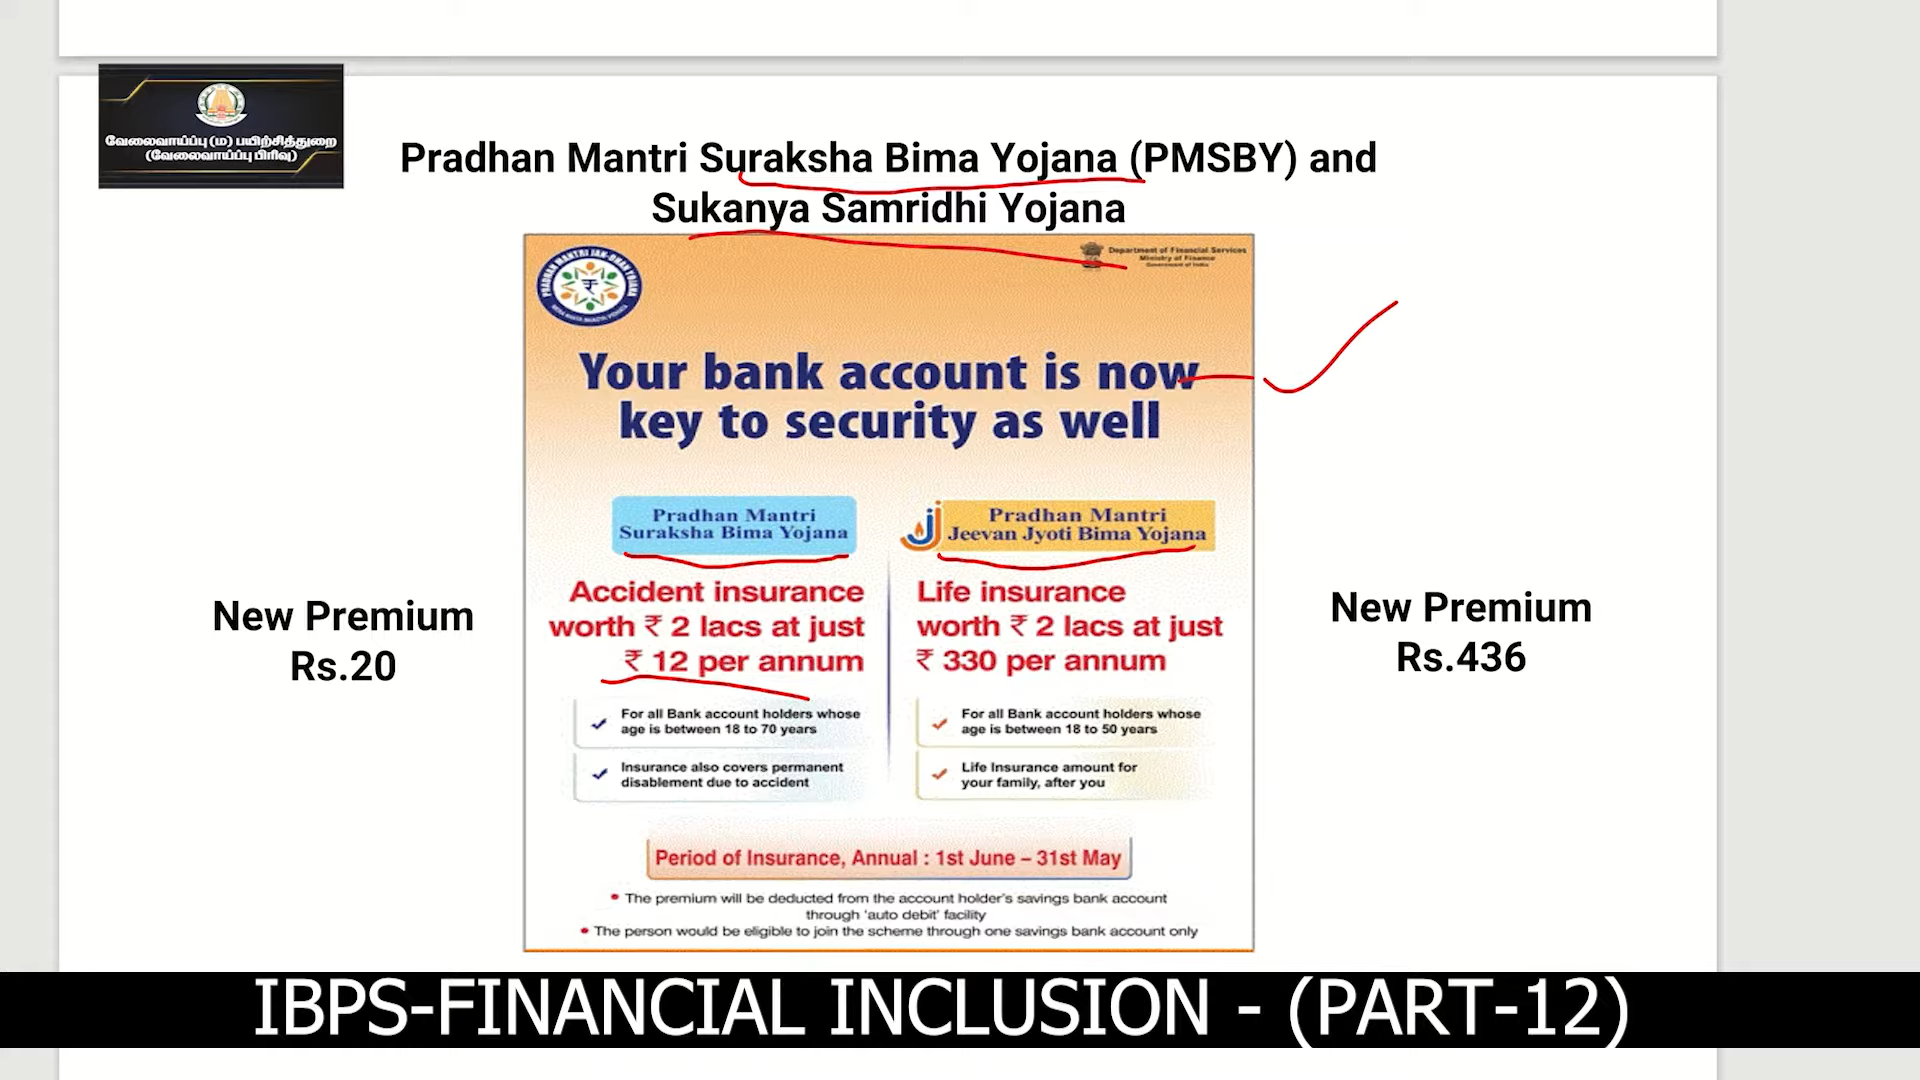 வேலைவாய்ப்பு (ம) பயிற்சித்துறை
(வேலைவாய்ப்பு பிரிவு)
Pradhan Mantri Suraksha Bima Yojana (PMSBY) and
Sukanya Samridhi Yojana
PRADHAN MANTRI JAN-DHAN YOJANA
Department of Financial Services
Ministry of Finance
Government of India
Your bank account is now
key to security as well
Pradhan Mantri
Suraksha Bima Yojana
Accident insurance
worth ₹ 2 lacs at just
₹ 12 per annum
For all Bank account holders whose
age is between 18 to 70 years
Insurance also covers permanent
disablement due to accident
Pradhan Mantri
Jeevan Jyoti Bima Yojana
Life insurance
worth ₹ 2 lacs at just
₹ 330 per annum
For all Bank account holders whose
age is between 18 to 50 years
Life Insurance amount for
your family, after you
New Premium
Rs.20
New Premium
Rs.436
Period of Insurance, Annual : 1st June – 31st May
• The premium will be deducted from the account holder's savings bank account
through 'auto debit' facility
• The person would be eligible to join the scheme through one savings bank account only
IBPS-FINANCIAL INCLUSION - (PART-12)